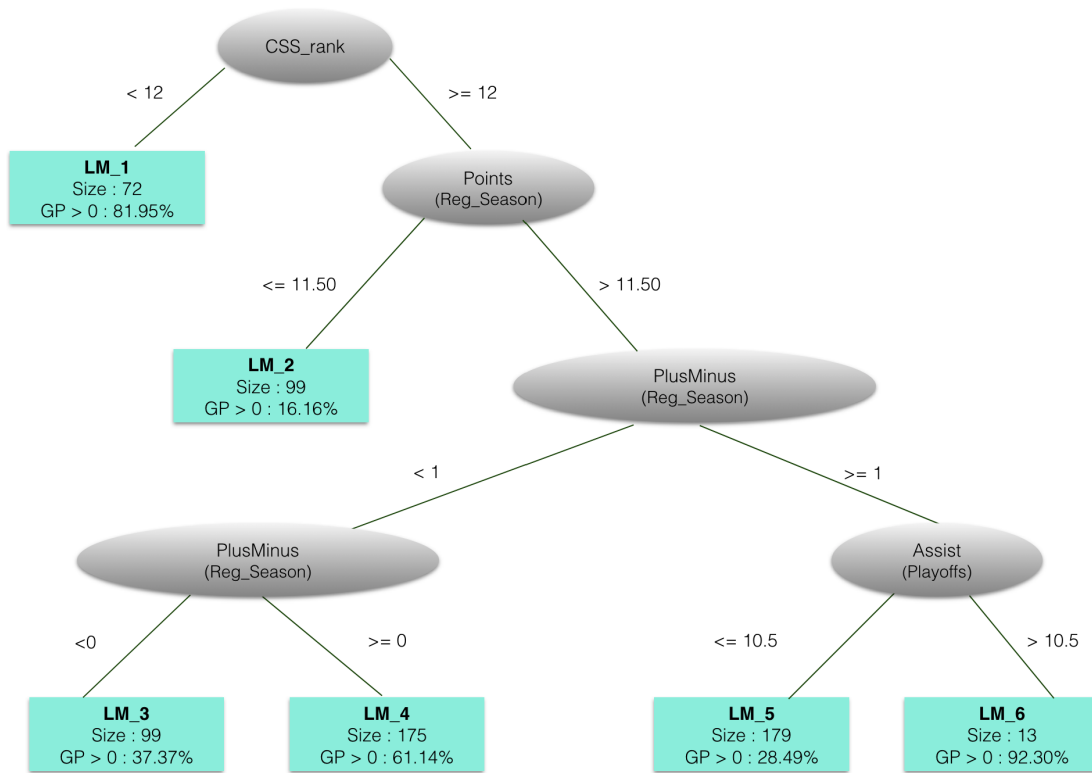 CSS_rank
< 12
>= 12
LM_1
Size : 72
GP > 0 : 81.95%
Points
(Reg_Season)
<= 11.50
> 11.50
LM_2
Size : 99
GP > 0 : 16.16%
PlusMinus
(Reg_Season)
< 1
>= 1
PlusMinus
(Reg_Season)
Assist
(Playoffs)
<0
>= 0
<= 10.5
> 10.5
LM_3
Size : 99
GP > 0 : 37.37%
LM_4
Size : 175
GP > 0 : 61.14%
LM_5
Size : 179
GP > 0 : 28.49%
LM_6
Size : 13
GP > 0 : 92.30%